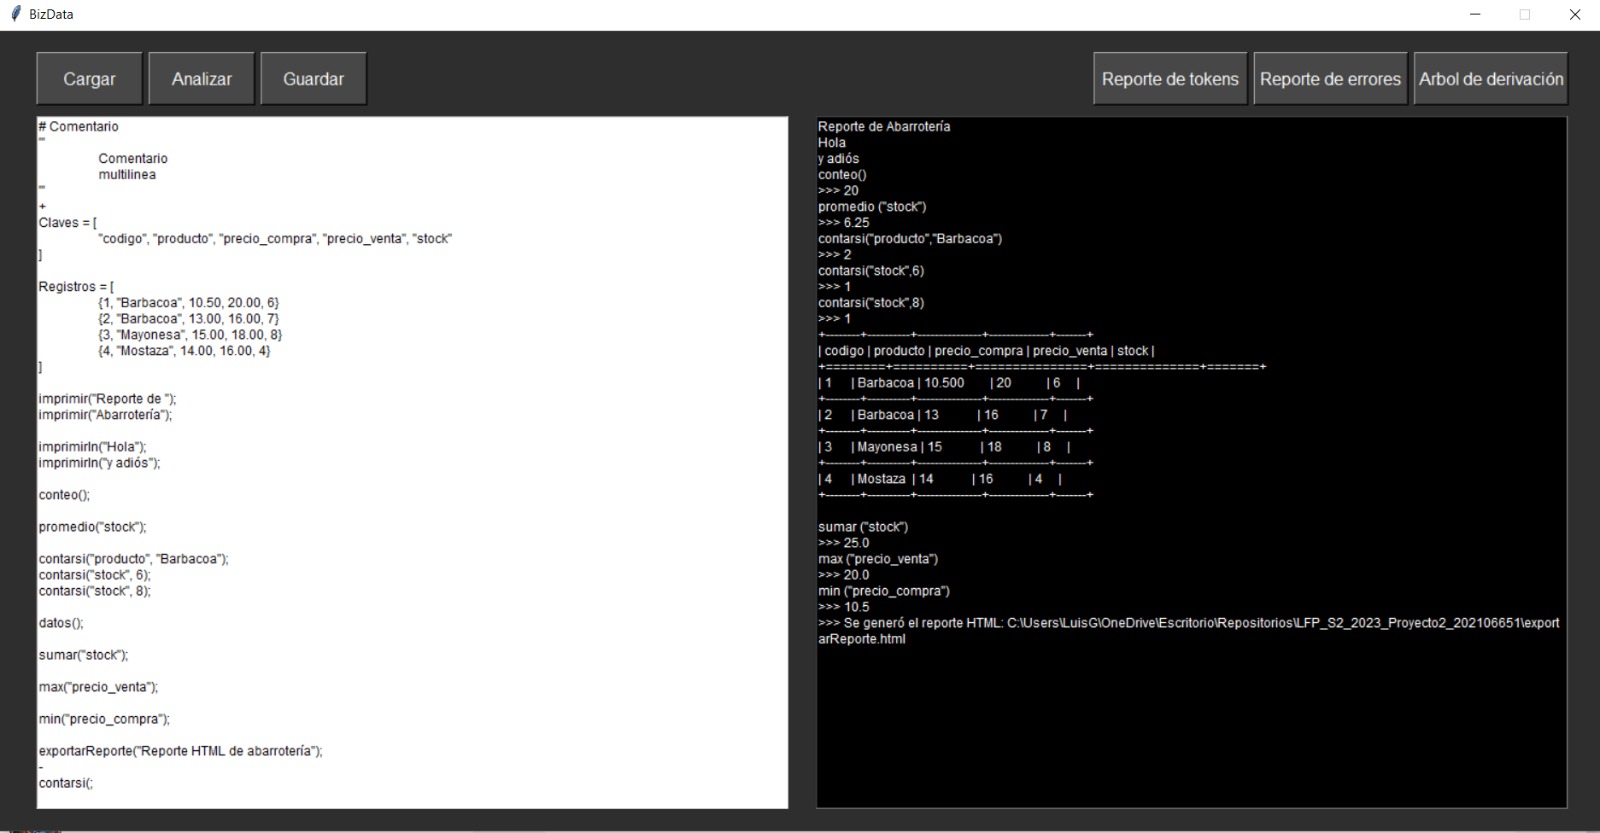 BizData
Cargar
Analizar
Guardar
Reporte de tokens
Reporte de errores
Arbol de derivación
# Comentario
'''
Comentario
multilinea
'''
+
Claves = [
"codigo", "producto", "precio_compra", "precio_venta", "stock"
]
Registros = [
{1, "Barbacoa", 10.50, 20.00, 6}
{2, "Barbacoa", 13.00, 16.00, 7}
{3, "Mayonesa", 15.00, 18.00, 8}
{4, "Mostaza", 14.00, 16.00, 4}
]
imprimir("Reporte de ");
imprimir("Abarrotería");
imprimirln("Hola");
imprimirln("y adiós");
conteo();
promedio("stock");
contarsi("producto", "Barbacoa");
contarsi("stock", 6);
contarsi("stock", 8);
datos();
sumar("stock");
max("precio_venta");
min("precio_compra");
exportarReporte("Reporte HTML de abarrotería");
-
contarsi(;
Reporte de Abarrotería
Hola
y adiós
conteo()
>>> 20
promedio ("stock")
>>> 6.25
contarsi("producto","Barbacoa")
>>> 2
contarsi("stock",6)
>>> 1
contarsi("stock",8)
>>> 1
+--------+----------+---------------+--------------+-------+
| codigo | producto | precio_compra | precio_venta | stock |
+========+==========+===============+==============+=======+
| 1 | Barbacoa | 10.500 | 20 | 6 |
+--------+----------+---------------+--------------+-------+
| 2 | Barbacoa | 13 | 16 | 7 |
+--------+----------+---------------+--------------+-------+
| 3 | Mayonesa | 15 | 18 | 8 |
+--------+----------+---------------+--------------+-------+
| 4 | Mostaza | 14 | 16 | 4 |
+--------+----------+---------------+--------------+-------+
sumar ("stock")
>>> 25.0
max ("precio_venta")
>>> 20.0
min ("precio_compra")
>>> 10.5
>>> Se generó el reporte HTML: C:\Users\LuisG\OneDrive\Escritorio\Repositorios\LFP_S2_2023_Proyecto2_202106651\export
arReporte.html